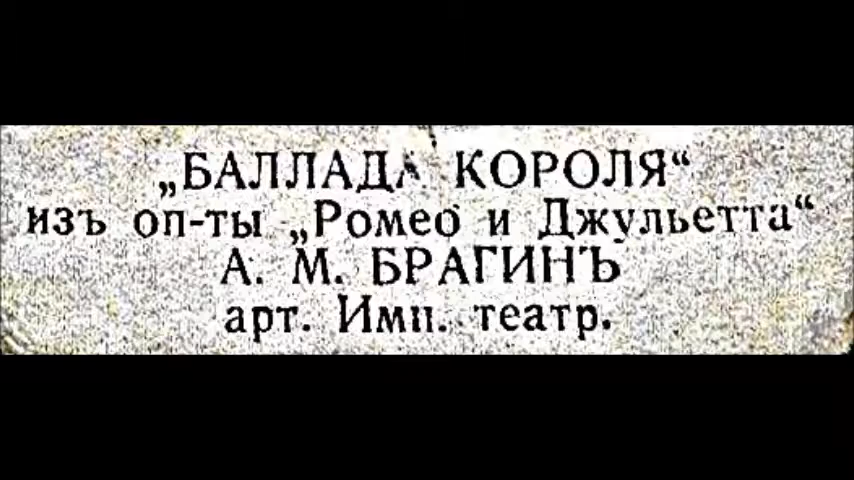 „БАЛЛАДА КОРОЛЯ“
изъ оп-ты „Ромео и Джульетта“
А. М. БРАГИНЪ
арт. Имп. театр.